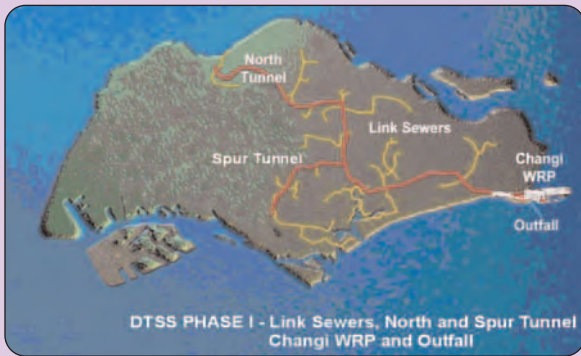 North
Tunnel
Link Sewers
Spur Tunnel
Changi
WRP
Outfall
DTSS PHASE I - Link Sewers, North and Spur Tunnel
Changi WRP and Outfall